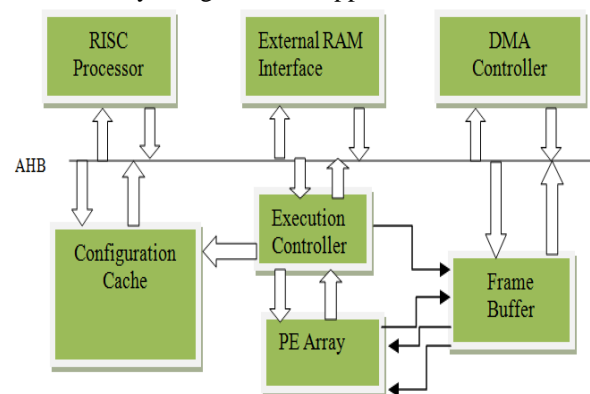 RISC
Processor
External RAM
Interface
DMA
Controller
AHB
Execution
Controller
Configuration
Cache
Frame
Buffer
PE Array